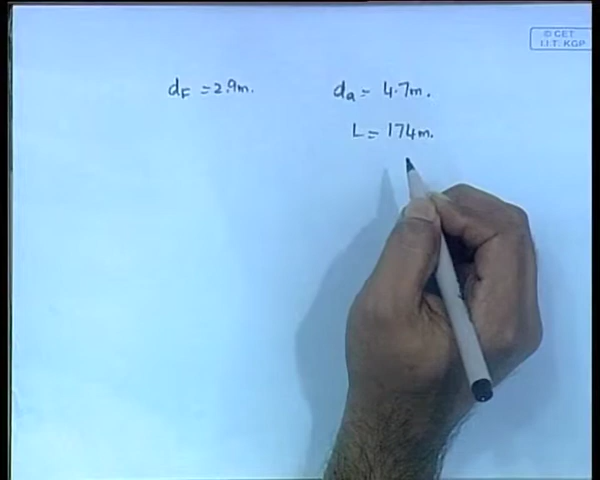 © CET
I.I.T. KGP
dF = 2.9m. da = 4.7m.
L = 174m.